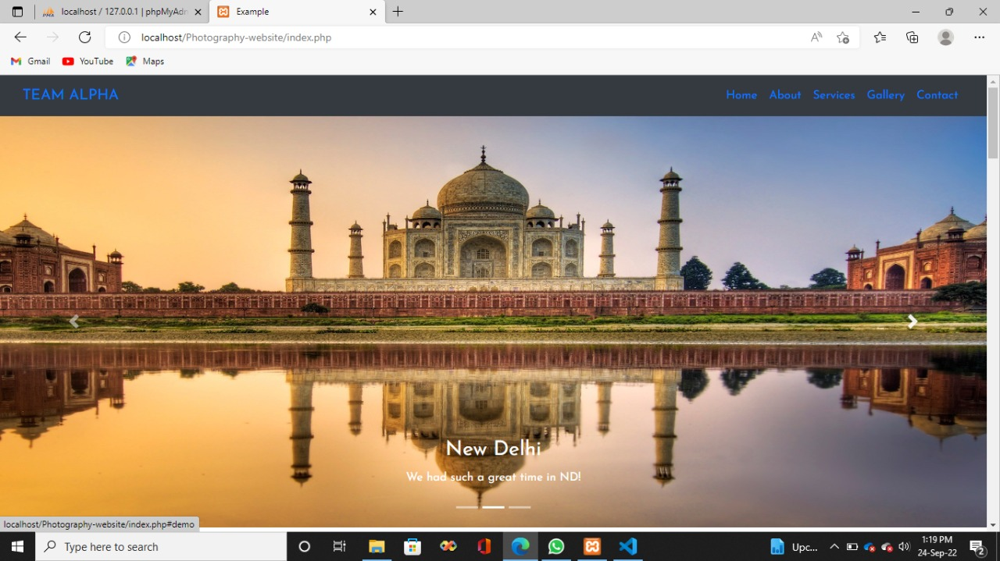 localhost / 127.0.0.1 | phpMyAdn
Example
localhost/Photography-website/index.php
Gmail
YouTube
Maps
TEAM ALPHA
Home About Services Gallery Contact
New Delhi
We had such a great time in ND!
localhost/Photography-website/index.php#demo
Type here to search
Upc...
1:19 PM
24-Sep-22
2